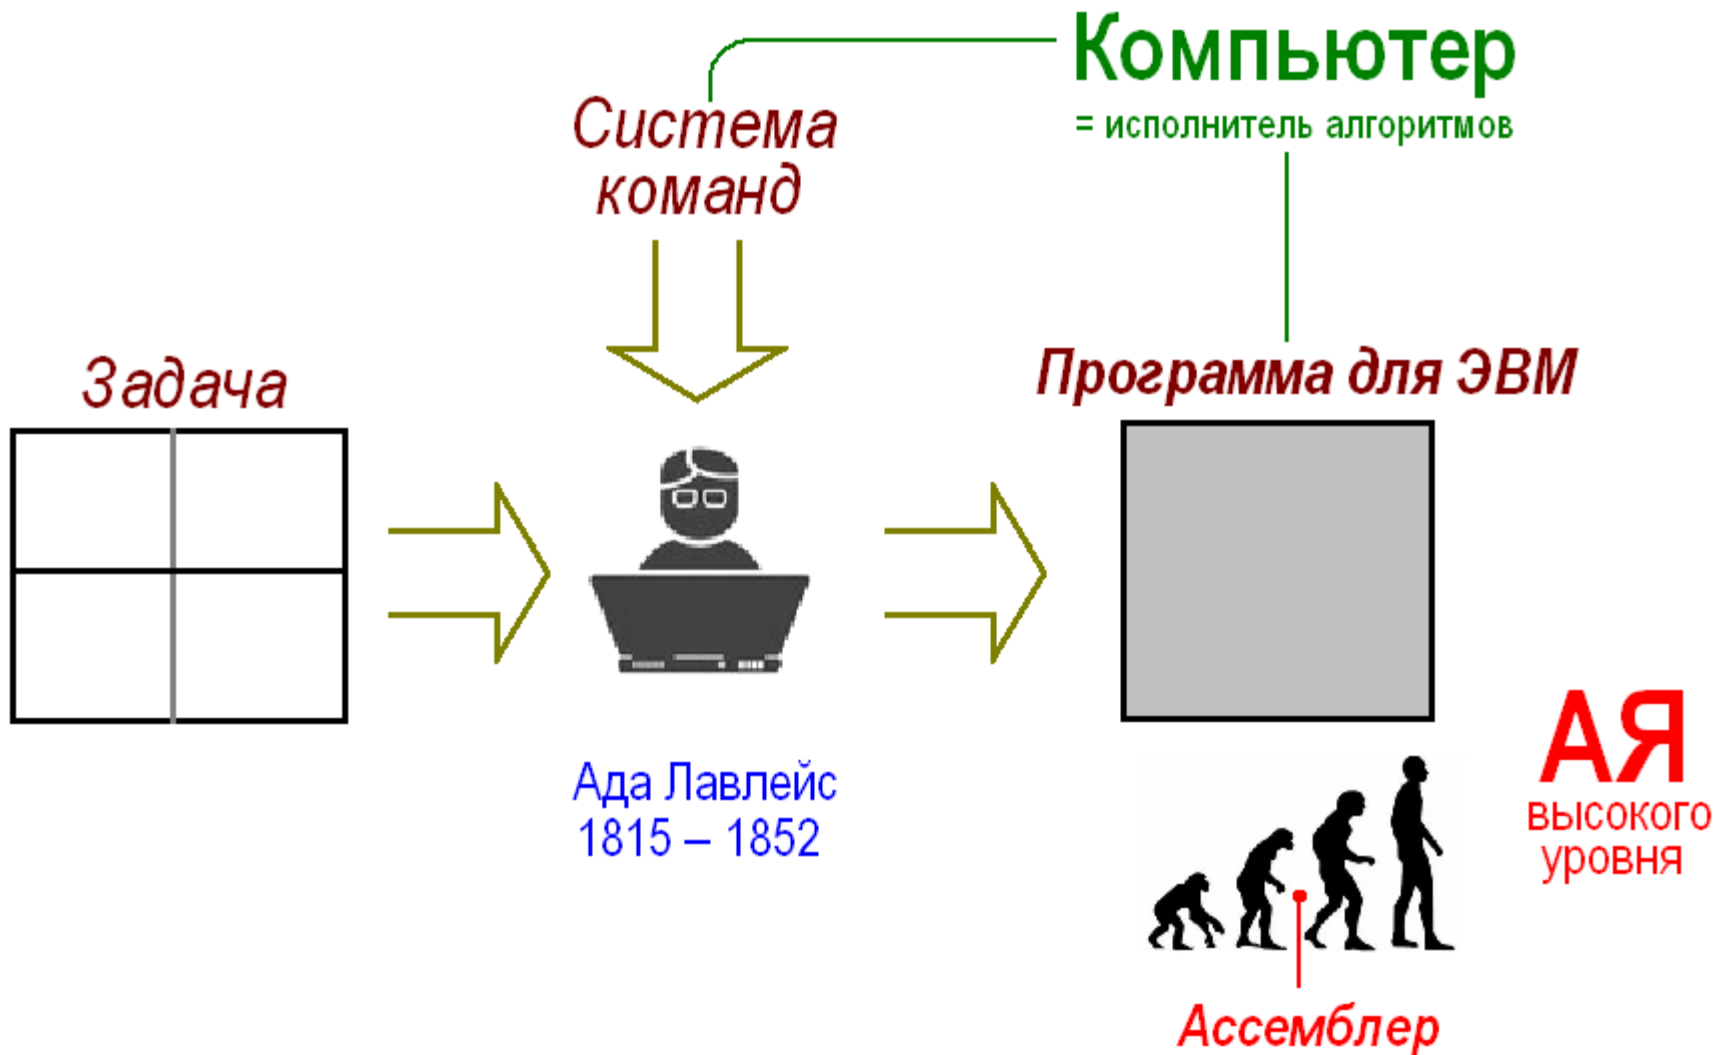 Компьютер
= исполнитель алгоритмов
Система
команд
Задача
Программа для ЭВМ
Ада Лавлейс
1815 – 1852
АЯ
высокого
уровня
Ассемблер